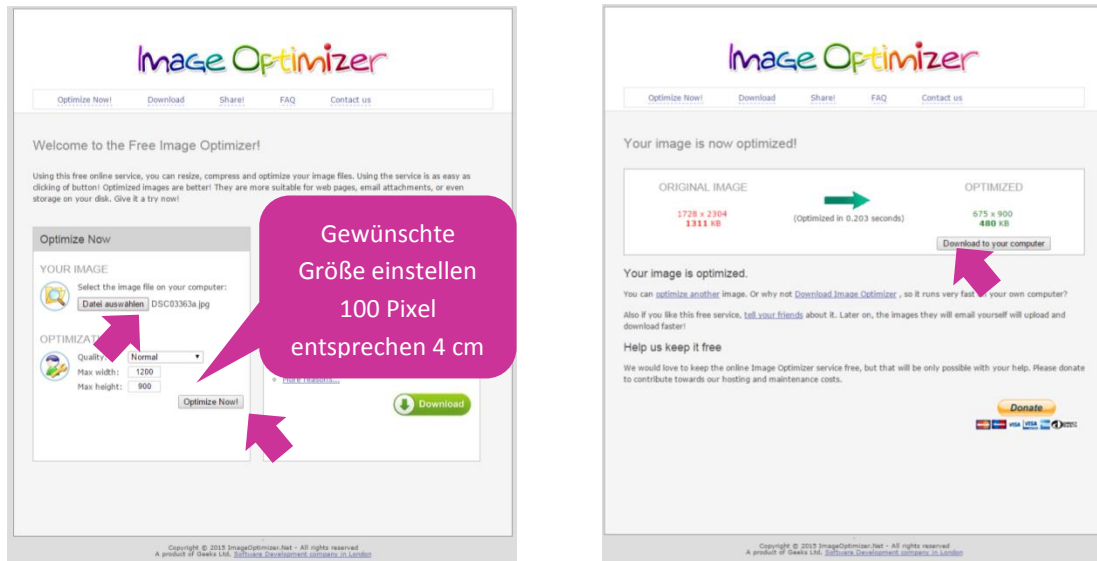 Image Optimizer
Optimize Now! Download Share! FAQ Contact us
Welcome to the Free Image Optimizer!
Using this free online service, you can resize, compress and optimize your image files. Using the service is as easy as
clicking of button! Optimized images are better! They are more suitable for web pages, email attachments, or even
storage on your disk. Give it a try now!
Optimize Now
YOUR IMAGE
Select the image file on your computer:
Datei auswählen DSC03363a.jpg
OPTIMIZAT
Quality: Normal
Max width: 1200
Max height: 900
Optimize Now!
Gewünschte
Größe einstellen
100 Pixel
entsprechen 4 cm
More reasons...
Download
Copyright © 2015 ImageOptimizer.Net - All rights reserved
A product of Geeks Ltd. Software Development company in London
Image Optimizer
Optimize Now! Download Share! FAQ Contact us
Your image is now optimized!
ORIGINAL IMAGE
1728 x 2304
1311 KB
(Optimized in 0.203 seconds)
OPTIMIZED
675 x 900
480 KB
Download to your computer
Your image is optimized.
You can optimize another image. Or why not Download Image Optimizer , so it runs very fast on your own computer?
Also if you like this free service, tell your friends about it. Later on, the images they will email yourself will upload and
download faster!
Help us keep it free
We would love to keep the online Image Optimizer service free, but that will be only possible with your help. Please donate
to contribute towards our hosting and maintenance costs.
Donate
VISA VISA
Copyright © 2015 ImageOptimizer.Net - All rights reserved
A product of Geeks Ltd. Software Development company in London